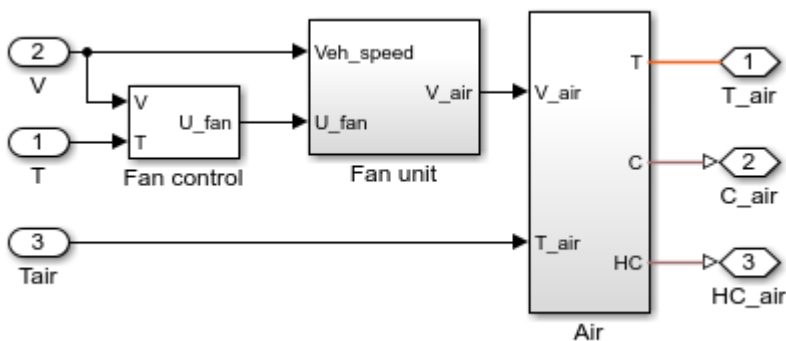 2
V
1
T
3
Tair
V
T
U_fan
Fan control
Veh_speed
U_fan
V_air
Fan unit
V_air
T_air
T
C
HC
Air
1
T_air
2
C_air
3
HC_air